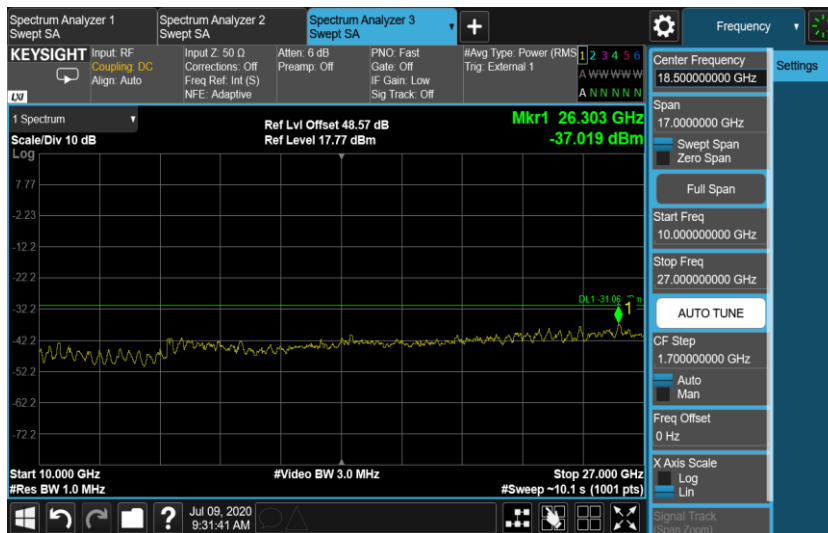 Spectrum Analyzer 1
Swept SA
Spectrum Analyzer 2
Swept SA
Spectrum Analyzer 3
Swept SA
Frequency
KEYSIGHT
LXI
Input: RF
Coupling: DC
Align: Auto
Input Z: 50 Ω
Corrections: Off
Freq Ref: Int (S)
NFE: Adaptive
Atten: 6 dB
Preamp: Off
PNO: Fast
Gate: Off
IF Gain: Low
Sig Track: Off
#Avg Type: Power (RMS
Trig: External 1
1 2 3 4 5 6
A W W W W W
A N N N N N
1 Spectrum
Scale/Div 10 dB
Log
Ref Lvl Offset 48.57 dB
Ref Level 17.77 dBm
Mkr1 26.303 GHz
-37.019 dBm
7.77
-2.23
-12.2
-22.2
-32.2
-42.2
-52.2
-62.2
-72.2
DL1 -31.06
1
Start 10.000 GHz
#Res BW 1.0 MHz
#Video BW 3.0 MHz
Stop 27.000 GHz
#Sweep ~10.1 s (1001 pts)
Jul 09, 2020
9:31:41 AM
Center Frequency
18.500000000 GHz
Span
17.0000000 GHz
Swept Span
Zero Span
Full Span
Start Freq
10.000000000 GHz
Stop Freq
27.000000000 GHz
AUTO TUNE
CF Step
1.700000000 GHz
Auto
Man
Freq Offset
0 Hz
X Axis Scale
Log
Lin
Signal Track
(Span Zoom)
Settings